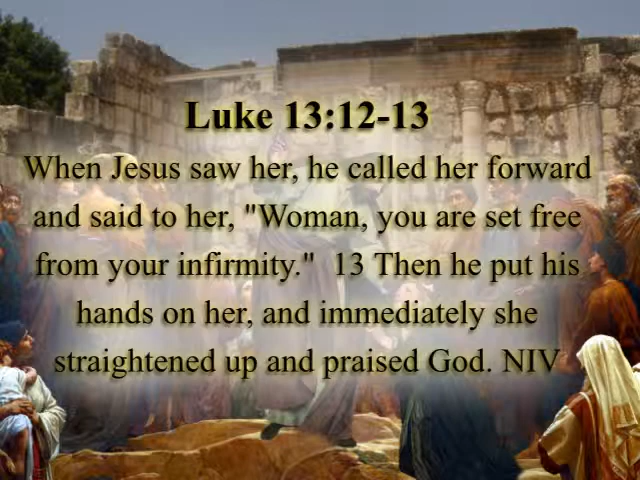 Luke 13:12-13
When Jesus saw her, he called her forward
and said to her, "Woman, you are set free
from your infirmity."  13 Then he put his
hands on her, and immediately she
straightened up and praised God. NIV